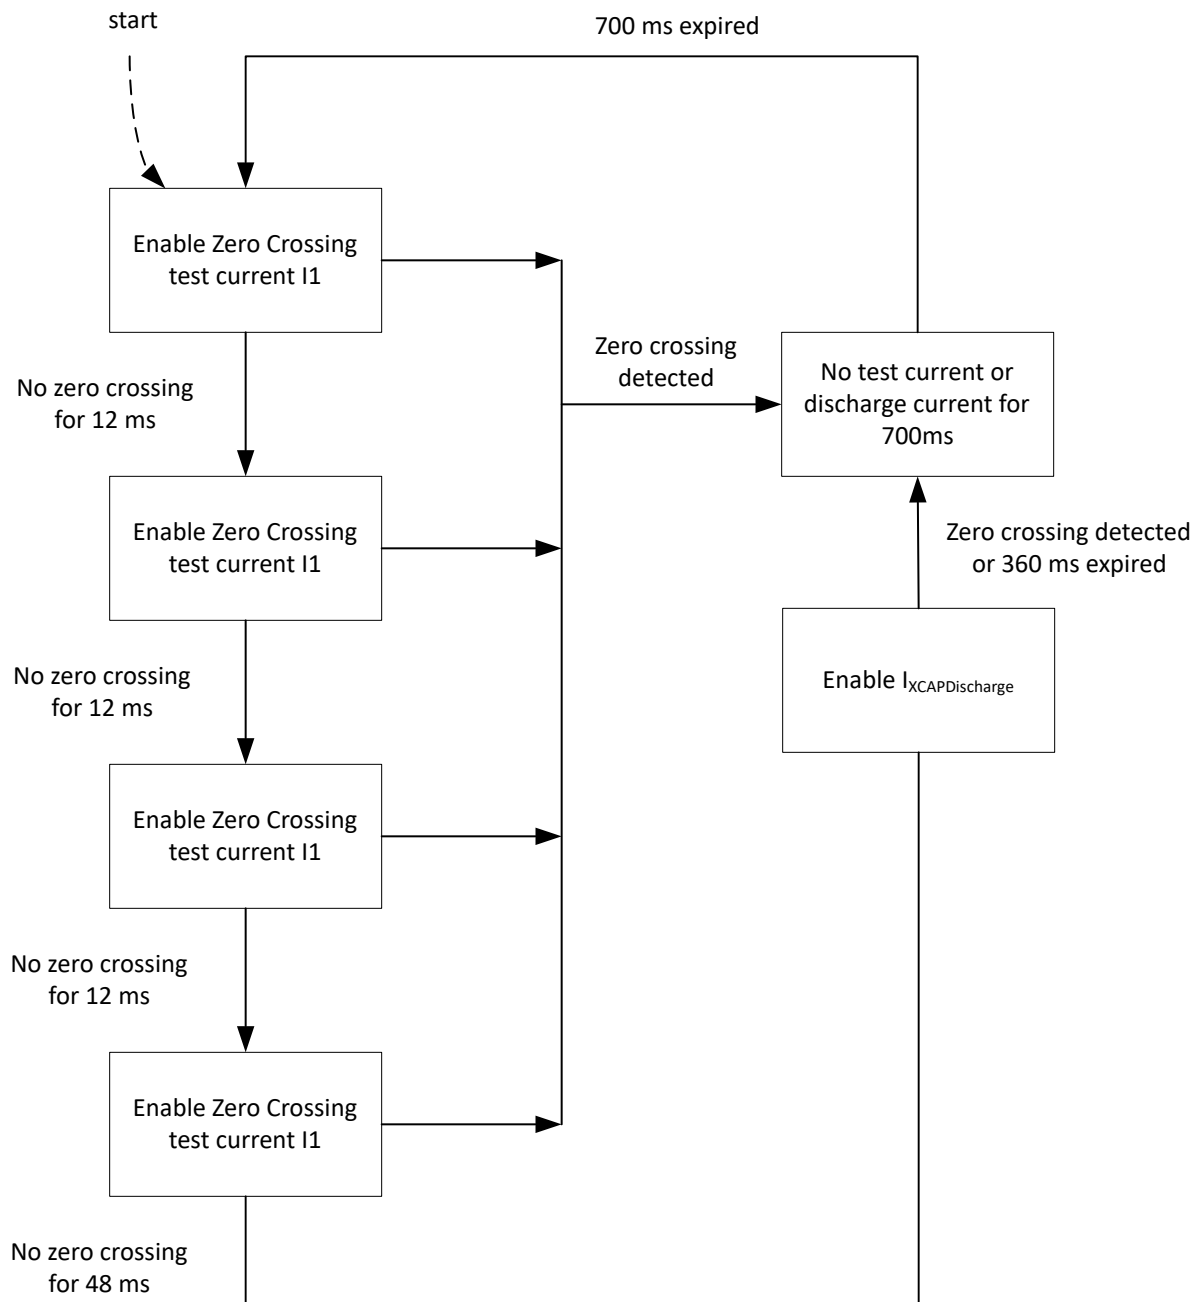 start
700 ms expired
Enable Zero Crossing
test current I1
No zero crossing
for 12 ms
Zero crossing
detected
No test current or
discharge current for
700ms
Enable Zero Crossing
test current I1
Zero crossing detected
or 360 ms expired
No zero crossing
for 12 ms
Enable IXCAPDischarge
Enable Zero Crossing
test current I1
No zero crossing
for 12 ms
Enable Zero Crossing
test current I1
No zero crossing
for 48 ms